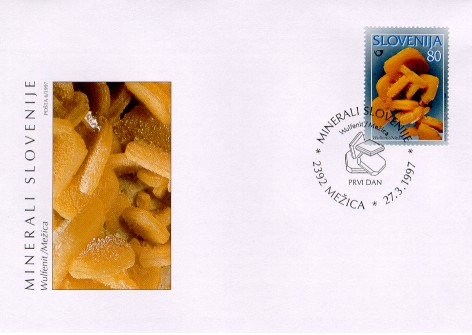 MINERALI SLOVENIJE
Wulfenit/Mežica
SLOVENIJA
80
MINERALI SLOVENIJE
Wulfenit/Mežica
PRVI DAN
* 2392 MEŽICA * 27.3.1997 *